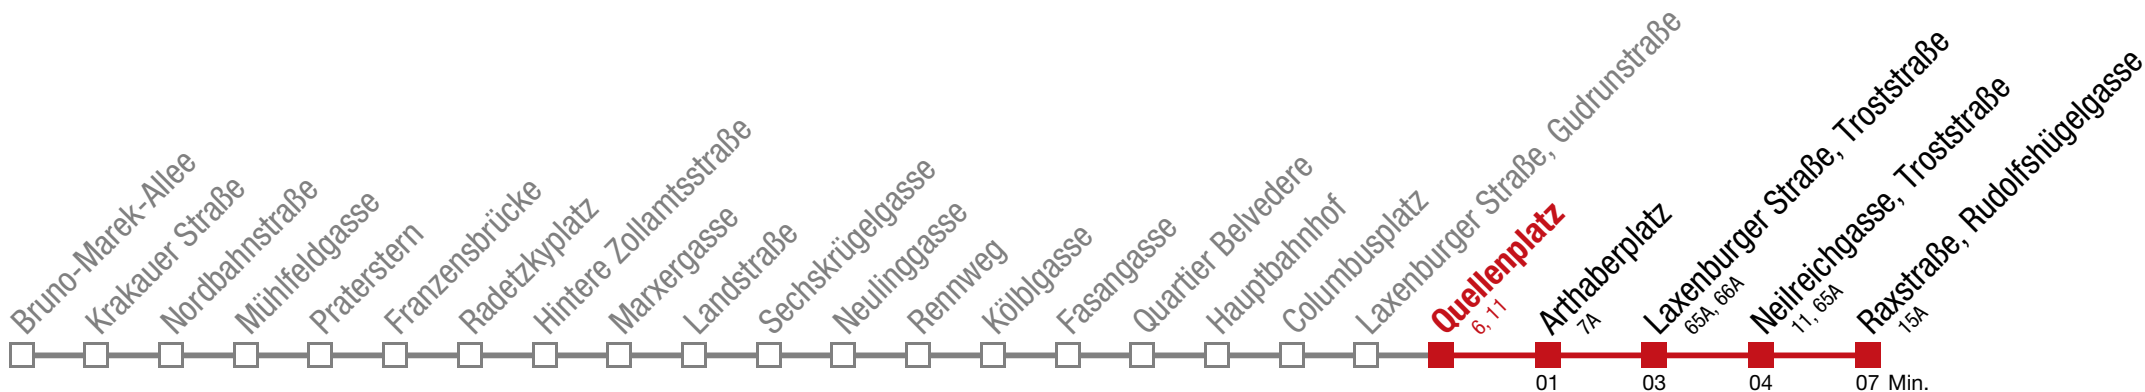 Bruno-Marek-Allee
Krakauer Straße
Nordbahnstraße
Mühlfeldgasse
Praterstern
Franzensbrücke
Radetzkyplatz
Hintere Zollamtsstraße
Marxergasse
Landstraße
Sechskrügelgasse
Neulinggasse
Rennweg
Kölblgasse
Fasangasse
Quartier Belvedere
Hauptbahnhof
Columbusplatz
Laxenburger Straße, Gudrunstraße
Quellenplatz
6, 11
Arthaberplatz
7A
Laxenburger Straße, Troststraße
65A, 66A
Neilreichgasse, Troststraße
11, 65A
Raxstraße, Rudolfshügelgasse
15A
01 03 04 07 Min.